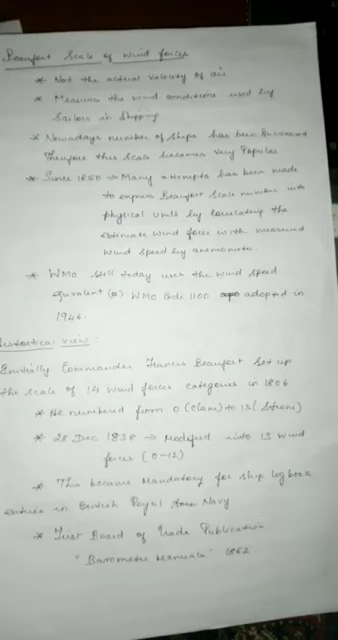 Beaufort Scale of Wind forces
* Not the actual velocity of air
* Measures the wind conditions used by
Sailors in Shipping
* Nowadays number of ships has been increased
Therefore this scale becomes very Popular
* Since 1850 → Many attempts has been made
to express Beaufort Scale number into
physical units by correlating the
estimate wind force with measured
wind speed by anemometer.
* WMO still today uses the wind speed
equivalent (a) WMO Code 1100 adopted in
1946.
Historical view:
Initially Commander Francis Beaufort set up
the scale of 14 wind forces categories in 1806
* He numbered from 0 (Clam) to 13 (Strom)
* 28 Dec 1838 → Modified into 13 wind
forces (0-12)
* This became Mandatory for ship log book
entries in British Royal Navy
* First Board of Trade Publication
"Barometer Manuals" 1862